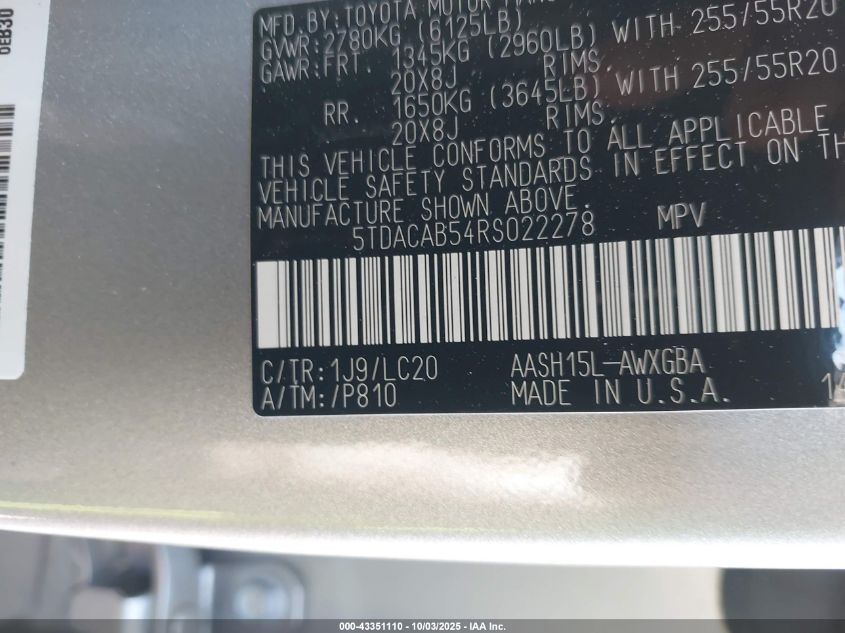 0EB30
MFD. BY: TOYOTA MOTOR
GVWR: 2780KG (6125LB)
GAWR: FRT. 1345KG (2960LB) WITH 255/55R20
20X8J RIMS.
RR. 1650KG (3645LB) WITH 255/55R20
20X8J RIMS.
THIS VEHICLE CONFORMS TO ALL APPLICABLE
VEHICLE SAFETY STANDARDS IN EFFECT ON TH
MANUFACTURE SHOWN ABOVE.
5TDACAB54RS022278 MPV
C/TR: 1J9/LC20 AASH15L-AWXGBA
A/TM: /P810 MADE IN U.S.A. 14
000-43351110 - 10/03/2025 - IAA Inc.